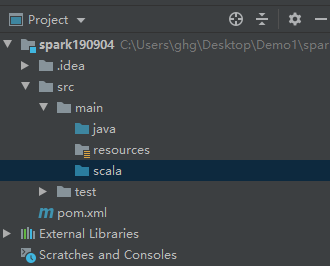 Project
spark190904 C:\Users\ghg\Desktop\Demo1\spar
.idea
src
main
java
resources
scala
test
pom.xml
External Libraries
Scratches and Consoles